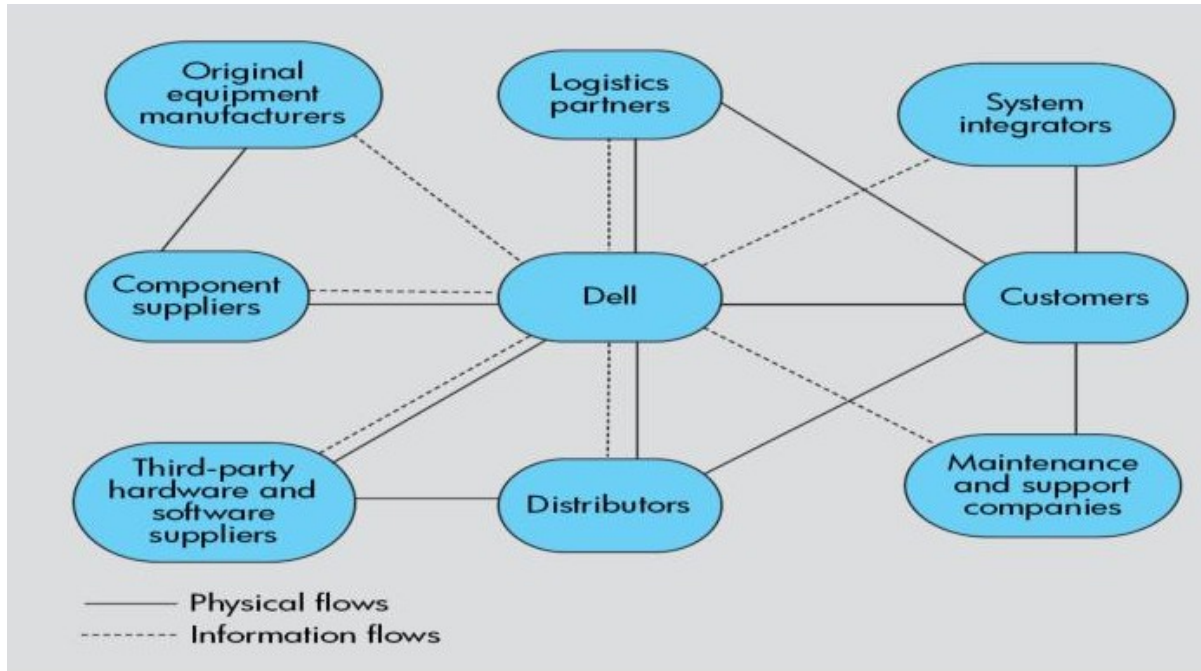 Original
equipment
manufacturers
Logistics
partners
System
integrators
Component
suppliers
Dell
Customers
Third-party
hardware and
software
suppliers
Distributors
Maintenance
and support
companies
Physical flows
Information flows